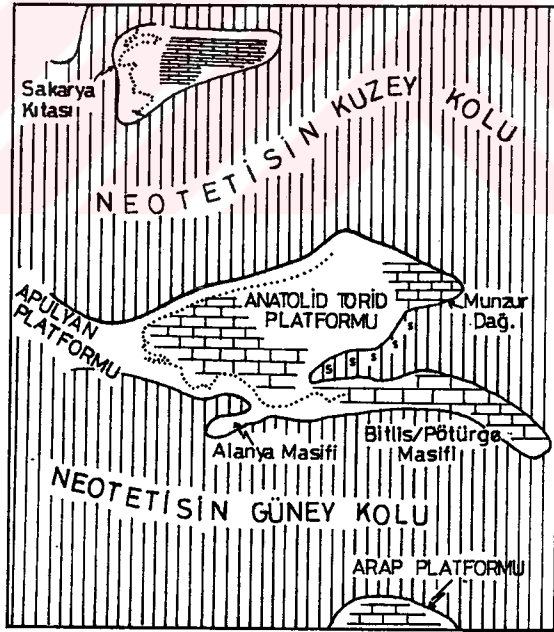 Sakarya
Kıtası
NEOTETİSİN KUZEY KOLU
APULYAN
PLATFORMU
ANATOLİD TORİD
PLATFORMU
Munzur
Dağ.
s s s s s
Alanya Masifi
Bitlis/Pötürge
Masifi
NEOTETİSİN GÜNEY KOLU
ARAP PLATFORMU